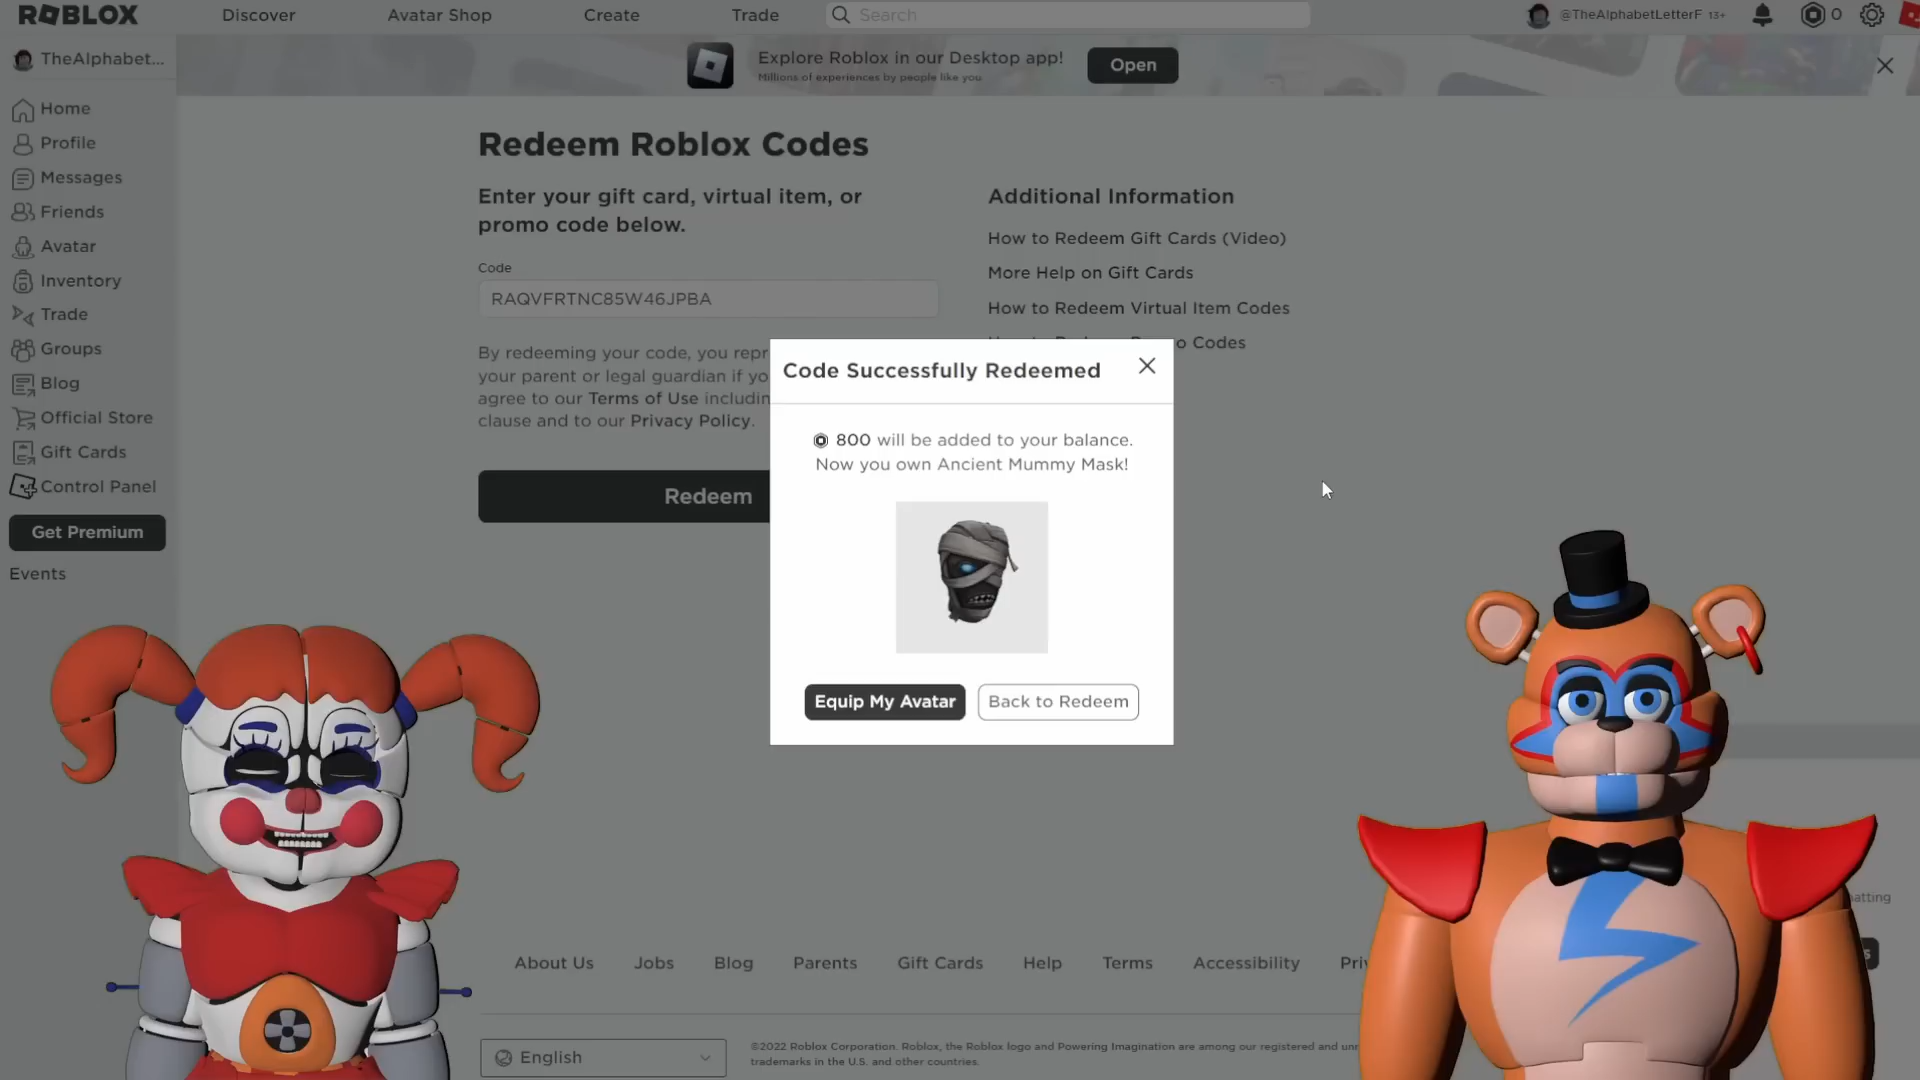 ROBLOX
Discover
Avatar Shop
Create
Trade
Search
@TheAlphabetLetterF 13+
0
TheAlphabet...
Explore Roblox in our Desktop app!
Millions of experiences by people like you
Open
Home
Profile
Messages
Friends
Avatar
Inventory
Trade
Groups
Blog
Official Store
Gift Cards
Control Panel
Get Premium
Events
Redeem Roblox Codes
Enter your gift card, virtual item, or
promo code below.
Code
RAQVFRTNC85W46JPBA
By redeeming your code, you repr
your parent or legal guardian if yo
agree to our Terms of Use includin
clause and to our Privacy Policy.
Redeem
Additional Information
How to Redeem Gift Cards (Video)
More Help on Gift Cards
How to Redeem Virtual Item Codes
o Codes
Code Successfully Redeemed
800 will be added to your balance.
Now you own Ancient Mummy Mask!
Equip My Avatar
Back to Redeem
atting
s
About Us
Jobs
Blog
Parents
Gift Cards
Help
Terms
Accessibility
Priv
English
©2022 Roblox Corporation. Roblox, the Roblox logo and Powering Imagination are among our registered and unr
trademarks in the U.S. and other countries.